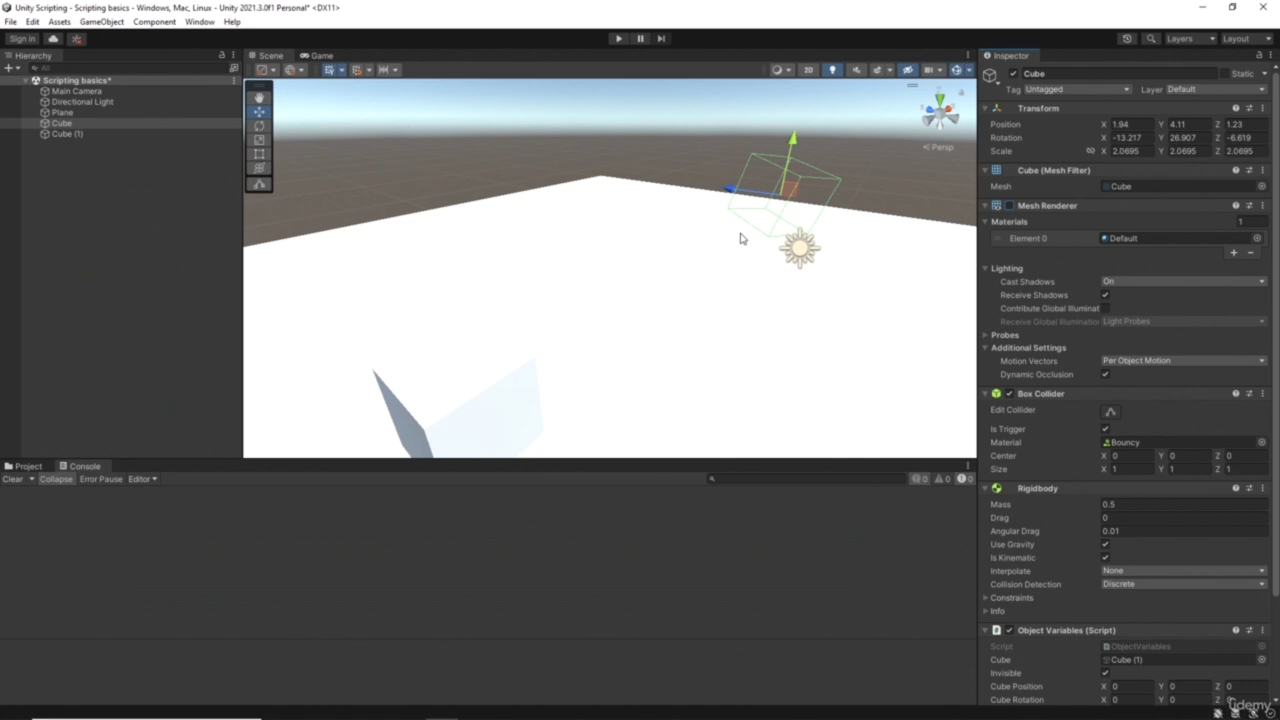 Unity Scripting - Scripting basics - Windows, Mac, Linux - Unity 2021.3.0f1 Personal* <DX11>
File Edit Assets GameObject Component Window Help
Sign in
Layers Layout
Hierarchy
Scene Game
Inspector
All
2D
Scripting basics*
Main Camera
Directional Light
Plane
Cube
Cube (1)
y
< Persp
Cube Static
Tag Untagged Layer Default
Transform
Position X 1.94 Y 4.11 Z 1.23
Rotation X -13.217 Y 26.907 Z -6.619
Scale X 2.0695 Y 2.0695 Z 2.0695
Cube (Mesh Filter)
Mesh Cube
Mesh Renderer
Materials 1
Element 0 Default
+ −
Lighting
Cast Shadows On
Receive Shadows
Contribute Global Illuminat
Receive Global Illumination Light Probes
Probes
Additional Settings
Motion Vectors Per Object Motion
Dynamic Occlusion
Box Collider
Edit Collider
Is Trigger
Material Bouncy
Center X 0 Y 0 Z 0
Size X 1 Y 1 Z 1
Rigidbody
Mass 0.5
Drag 0
Angular Drag 0.01
Use Gravity
Is Kinematic
Interpolate None
Collision Detection Discrete
Constraints
Info
Object Variables (Script)
Script ObjectVariables
Cube Cube (1)
Invisible
Cube Position X 0 Y 0 Z 0
Cube Rotation X 0 Y 0 Z 0
Project Console
Clear Collapse Error Pause Editor
0 0 0
udemy